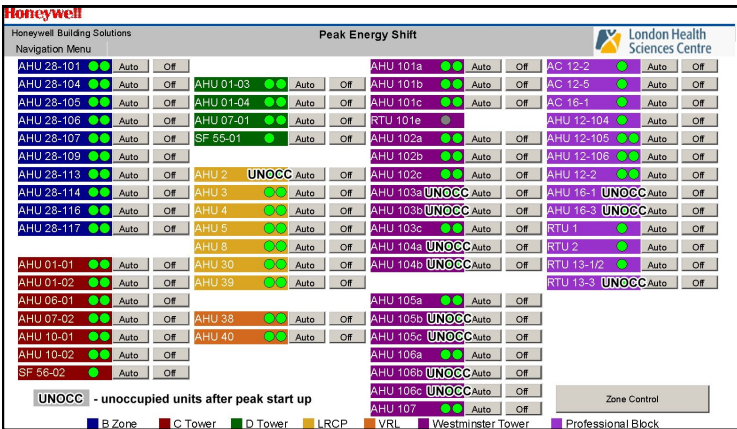 Honeywell
Honeywell Building Solutions
Peak Energy Shift
London Health
Sciences Centre
Navigation Menu
AHU 28-101 Auto Off
AHU 28-104 Auto Off
AHU 28-105 Auto Off
AHU 28-106 Auto Off
AHU 28-107 Auto Off
AHU 28-109 Auto Off
AHU 28-113 Auto Off
AHU 28-114 Auto Off
AHU 28-116 Auto Off
AHU 28-117 Auto Off
AHU 01-01 Auto Off
AHU 01-02 Auto Off
AHU 06-01 Auto Off
AHU 07-02 Auto Off
AHU 10-01 Auto Off
AHU 10-02 Auto Off
SF 56-02 Auto Off
AHU 01-03 Auto Off
AHU 01-04 Auto Off
AHU 07-01 Auto Off
SF 55-01 Auto Off
AHU 2 UNOCC Auto Off
AHU 3 Auto Off
AHU 4 Auto Off
AHU 5 Auto Off
AHU 8 Auto Off
AHU 30 Auto Off
AHU 39 Auto Off
AHU 38 Auto Off
AHU 40 Auto Off
AHU 101a Auto Off
AHU 101b Auto Off
AHU 101c Auto Off
RTU 101e
AHU 102a Auto Off
AHU 102b Auto Off
AHU 102c Auto Off
AHU 103a UNOCC Auto Off
AHU 103b UNOCC Auto Off
AHU 103c Auto Off
AHU 104a UNOCC Auto Off
AHU 104b UNOCC Auto Off
AHU 105a Auto Off
AHU 105b UNOCC Auto Off
AHU 105c UNOCC Auto Off
AHU 106a Auto Off
AHU 106b UNOCC Auto Off
AHU 106c UNOCC Auto Off
AHU 107 Auto Off
AC 12-2 Auto Off
AC 12-5 Auto Off
AC 16-1 Auto Off
AHU 12-104 Auto Off
AHU 12-105 Auto Off
AHU 12-106 Auto Off
AHU 12-2 Auto Off
AHU 16-1 UNOCC Auto Off
AHU 16-3 UNOCC Auto Off
RTU 1 Auto Off
RTU 2 Auto Off
RTU 13-1/2 Auto Off
RTU 13-3 UNOCC Auto Off
Zone Control
UNOCC - unoccupied units after peak start up
B Zone C Tower D Tower LRCP VRL Westminster Tower Professional Block